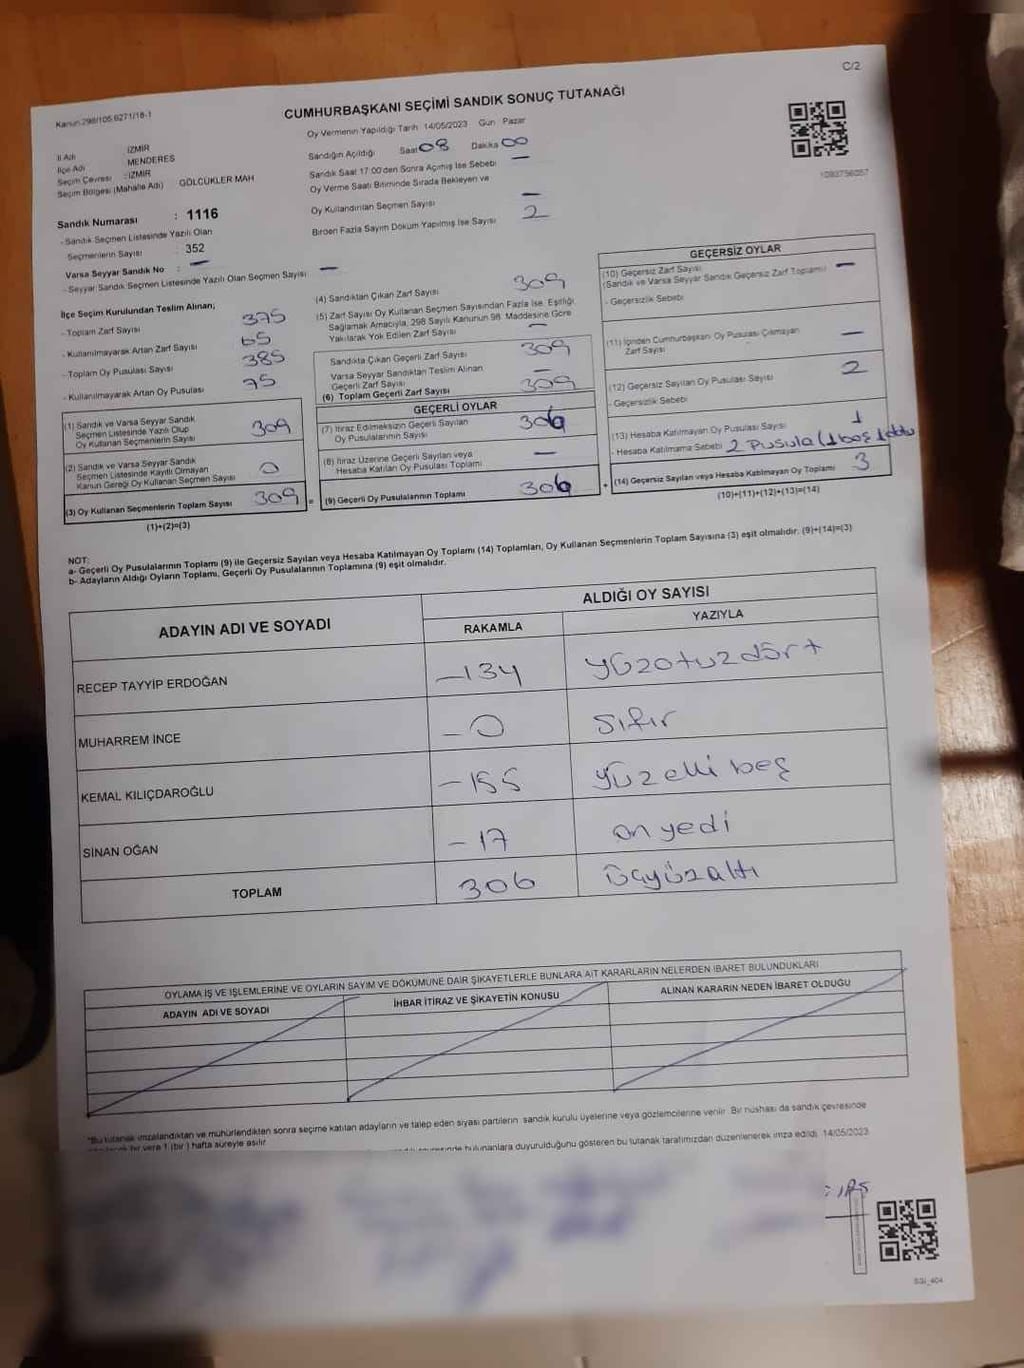 C/2
Kanun:298/105,6271/18-1
CUMHURBAŞKANI SEÇİMİ SANDIK SONUÇ TUTANAĞI
Oy Vermenin Yapıldığı Tarih 14/05/2023 Gün Pazar
İl Adı İZMİR
İlçe Adı MENDERES
Seçim Çevresi : İZMİR
Seçim Bölgesi (Mahalle Adı) GÖLCÜKLER MAH
Sandığın Açıldığı Saat 08 Dakika 00
Sandık Saat 17:00'den Sonra Açılmış İse Sebebi —
Oy Verme Saati Bitiminde Sırada Bekleyen ve
Oy Kullandırılan Seçmen Sayısı —
Birden Fazla Sayım Döküm Yapılmış İse Sayısı 2
1093756057
Sandık Numarası : 1116
- Sandık Seçmen Listesinde Yazılı Olan
Seçmenlerin Sayısı : 352
Varsa Seyyar Sandık No : —
- Seyyar Sandık Seçmen Listesinde Yazılı Olan Seçmen Sayısı —
İlçe Seçim Kurulundan Teslim Alınan;
- Toplam Zarf Sayısı 375
- Kullanılmayarak Artan Zarf Sayısı 65
- Toplam Oy Pusulası Sayısı 385
- Kullanılmayarak Artan Oy Pusulası 75
(1) Sandık ve Varsa Seyyar Sandık
Seçmen Listesinde Yazılı Olup
Oy Kullanan Seçmenlerin Sayısı 309
(2) Sandık ve Varsa Seyyar Sandık
Seçmen Listesinde Kayıtlı Olmayan
Kanun Gereği Oy Kullanan Seçmen Sayısı 0
(3) Oy Kullanan Seçmenlerin Toplam Sayısı 309 =
(1)+(2)=(3)
(4) Sandıktan Çıkan Zarf Sayısı 309
(5) Zarf Sayısı Oy Kullanan Seçmen Sayısından Fazla İse, Eşitliği
Sağlamak Amacıyla, 298 Sayılı Kanunun 98. Maddesine Göre
Yakılarak Yok Edilen Zarf Sayısı —
Sandıkta Çıkan Geçerli Zarf Sayısı 309
Varsa Seyyar Sandıktan Teslim Alınan
Geçerli Zarf Sayısı —
(6) Toplam Geçerli Zarf Sayısı 309
GEÇERLİ OYLAR
(7) İtiraz Edilmeksizin Geçerli Sayılan
Oy Pusulalarının Sayısı 306
(8) İtiraz Üzerine Geçerli Sayılan veya
Hesaba Katılan Oy Pusulası Toplamı —
(9) Geçerli Oy Pusulalarının Toplamı 306 +
GEÇERSİZ OYLAR
(10) Geçersiz Zarf Sayısı
(Sandık ve Varsa Seyyar Sandık Geçersiz Zarf Toplamı) —
- Geçersizlik Sebebi
(11) İçinden Cumhurbaşkanı Oy Pusulası Çıkmayan
Zarf Sayısı —
(12) Geçersiz Sayılan Oy Pusulası Sayısı 2
- Geçersizlik Sebebi
(13) Hesaba Katılmayan Oy Pusulası Sayısı 1
- Hesaba Katılmama Sebebi 2 Pusula (1 boş 1
(14) Geçersiz Sayılan veya Hesaba Katılmayan Oy Toplamı 3
(10)+(11)+(12)+(13)=(14)
NOT:
a- Geçerli Oy Pusulalarının Toplamı (9) ile Geçersiz Sayılan veya Hesaba Katılmayan Oy Toplamı (14) Toplamları, Oy Kullanan Seçmenlerin Toplam Sayısına (3) eşit olmalıdır. (9)+(14)=(3)
b- Adayların Aldığı Oyların Toplamı, Geçerli Oy Pusulalarının Toplamına (9) eşit olmalıdır.
ADAYIN ADI VE SOYADI
ALDIĞI OY SAYISI
RAKAMLA YAZIYLA
RECEP TAYYİP ERDOĞAN —134 yüzotuzdört
MUHARREM İNCE —0 sıfır
KEMAL KILIÇDAROĞLU —155 yüzelli beş
SİNAN OĞAN —17 on yedi
TOPLAM 306 üçyüzaltı
OYLAMA İŞ VE İŞLEMLERİNE VE OYLARIN SAYIM VE DÖKÜMÜNE DAİR ŞİKAYETLERLE BUNLARA AİT KARARLARIN NELERDEN İBARET BULUNDUKLARI
ADAYIN ADI VE SOYADI İHBAR İTİRAZ VE ŞİKAYETİN KONUSU ALINAN KARARIN NEDEN İBARET OLDUĞU
*Bu tutanak imzalandıktan ve mühürlendikten sonra seçime katılan adayların ve talep eden siyasi partilerin sandık kurulu üyelerine veya gözlemcilerine verilir. Bir nüshası da sandık çevresinde
bir yere 1 (bir) hafta süreyle asılır.
bulunanlara duyurulduğunu gösteren bu tutanak tarafımızdan düzenlenerek imza edildi. 14/05/2023
SGI_404